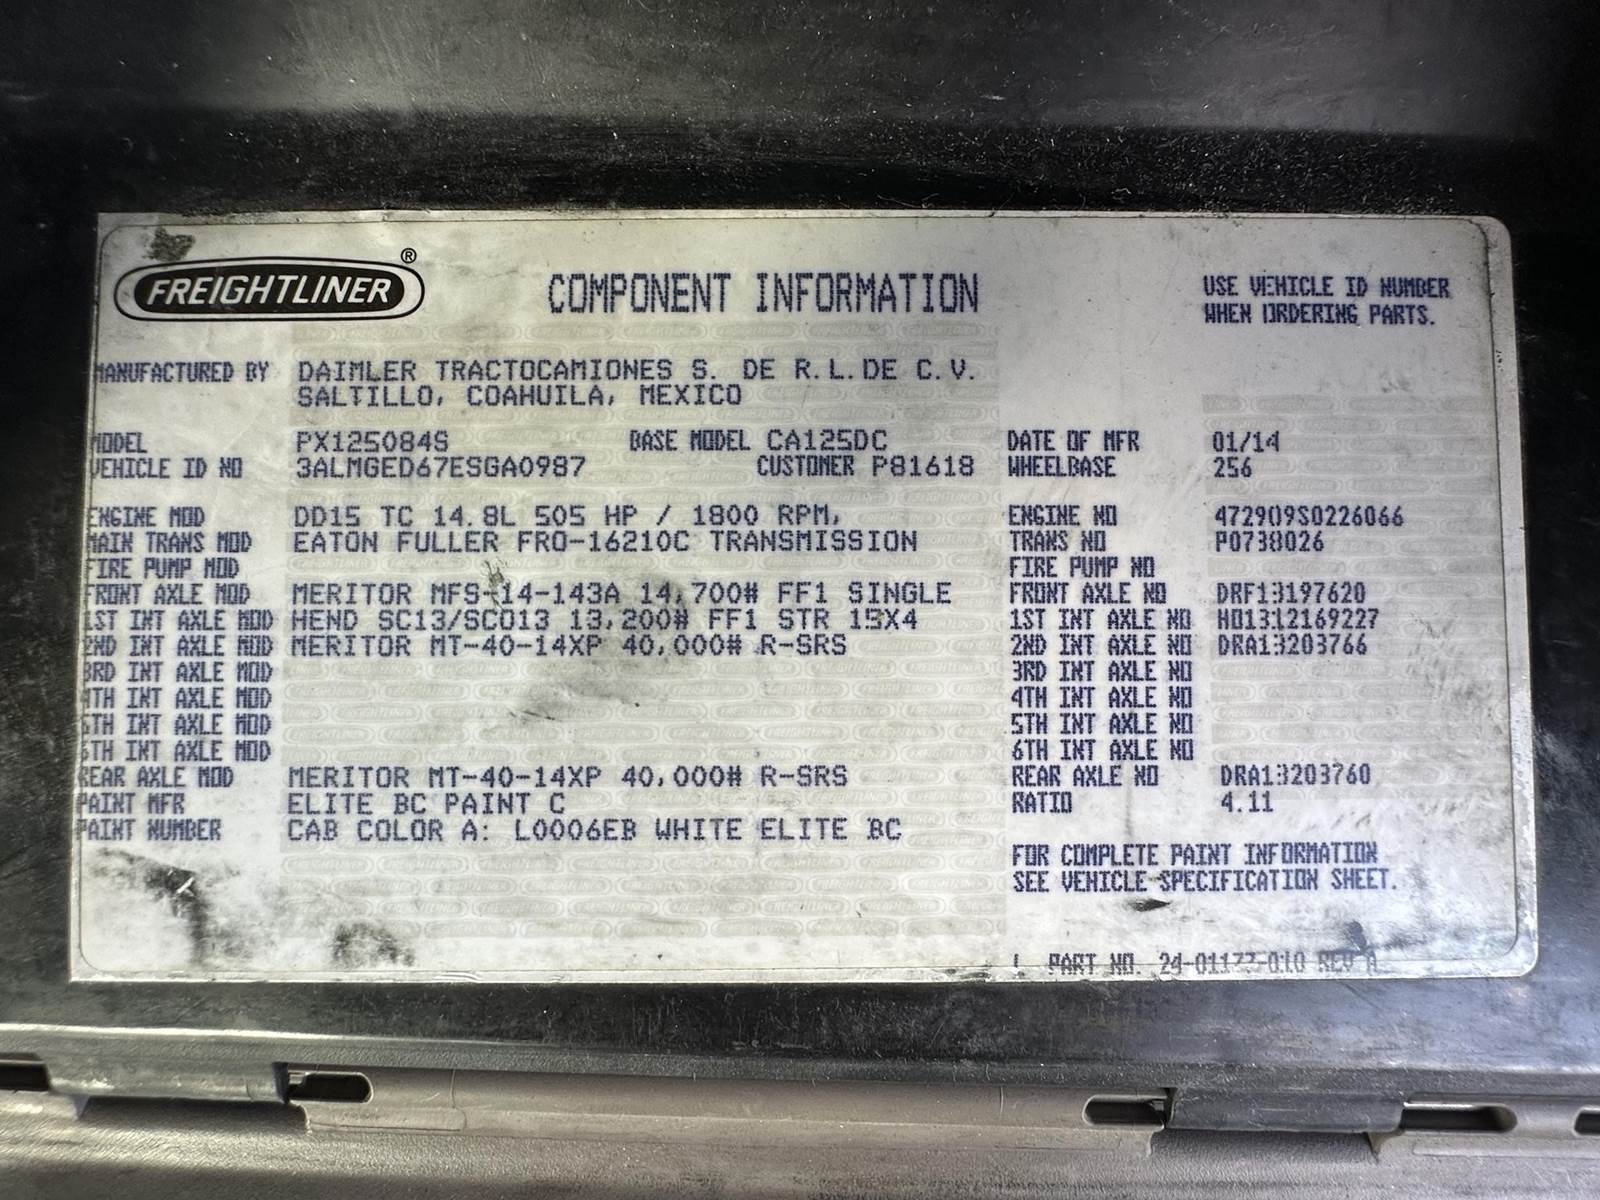 FREIGHTLINER ®
COMPONENT INFORMATION
USE VEHICLE ID NUMBER
WHEN ORDERING PARTS.
MANUFACTURED BY DAIMLER TRACTOCAMIONES S. DE R.L.DE C.V.
SALTILLO, COAHUILA, MEXICO
MODEL PX125084S BASE MODEL CA125DC DATE OF MFR 01/14
VEHICLE ID NO 3ALMGED67ESGA0987 CUSTOMER P81618 WHEELBASE 256
ENGINE MOD DD15 TC 14.8L 505 HP / 1800 RPM, ENGINE NO 472909S0226066
MAIN TRANS MOD EATON FULLER FRO-16210C TRANSMISSION TRANS NO P0738026
FIRE PUMP MOD FIRE PUMP NO
FRONT AXLE MOD MERITOR MFS-14-143A 14,700# FF1 SINGLE FRONT AXLE NO DRF13197620
1ST INT AXLE MOD HEND SC13/SCO13 13,200# FF1 STR 15X4 1ST INT AXLE NO H01312169227
2ND INT AXLE MOD MERITOR MT-40-14XP 40,000# R-SRS 2ND INT AXLE NO DRA13203766
3RD INT AXLE MOD 3RD INT AXLE NO
4TH INT AXLE MOD 4TH INT AXLE NO
5TH INT AXLE MOD 5TH INT AXLE NO
6TH INT AXLE MOD 6TH INT AXLE NO
REAR AXLE MOD MERITOR MT-40-14XP 40,000# R-SRS REAR AXLE NO DRA13203760
PAINT MFR ELITE BC PAINT C RATIO 4.11
PAINT NUMBER CAB COLOR A: L0006EB WHITE ELITE BC
FOR COMPLETE PAINT INFORMATION
SEE VEHICLE SPECIFICATION SHEET.
PART NO. 24-01177-010 REV A